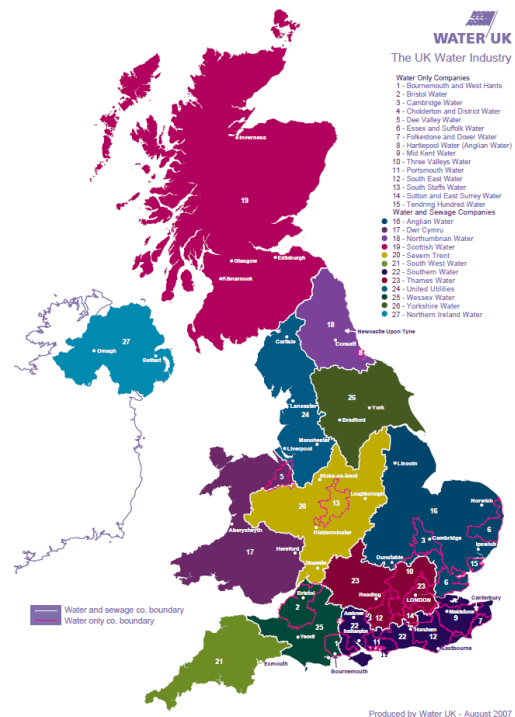 WATER UK
The UK Water Industry
Water Only Companies
1 - Bournemouth and West Hants
2 - Bristol Water
3 - Cambridge Water
4 - Cholderton and District Water
5 - Dee Valley Water
6 - Essex and Suffolk Water
7 - Folkestone and Dover Water
8 - Hartlepool Water (Anglian Water)
9 - Mid Kent Water
10 - Three Valleys Water
11 - Portsmouth Water
12 - South East Water
13 - South Staffs Water
14 - Sutton and East Surrey Water
15 - Tendring Hundred Water
Water and Sewage Companies
16 - Anglian Water
17 - Dwr Cymru
18 - Northumbrian Water
19 - Scottish Water
20 - Severn Trent
21 - South West Water
22 - Southern Water
23 - Thames Water
24 - United Utilities
25 - Wessex Water
26 - Yorkshire Water
27 - Northern Ireland Water
Inverness
19
Glasgow
Edinburgh
Kilmarnock
18
Newcastle Upon Tyne
Carlisle
Consett
8
27
Omagh
Belfast
26
Lancaster
York
24
Bradford
Manchester
Liverpool
Lincoln
5
Stoke-on-trent
Loughborough
Norwich
20
13
16
6
Kidderminster
Aberystwyth
3
Cambridge
Ipswich
17
Hereford
Dunstable
15
10
6
23
23
Reading
LONDON
Bristol
2
3
12
14
Canterbury
Maidstone
9
7
Andover
22
25
Horsham
22
12
Yeovil
11
Eastbourne
1
Exmouth
Bournemouth
21
Water and sewage co. boundary
Water only co. boundary
Produced by Water UK - August 2007